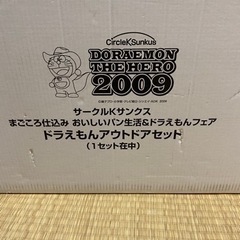 CircleKSunkus
DORAEMON
THE HERO
2009
サークルKサンクス
まごころ仕込み おいしいパン生活&ドラえもんフェア
ドラえもんアウトドアセット
(1セット在中)